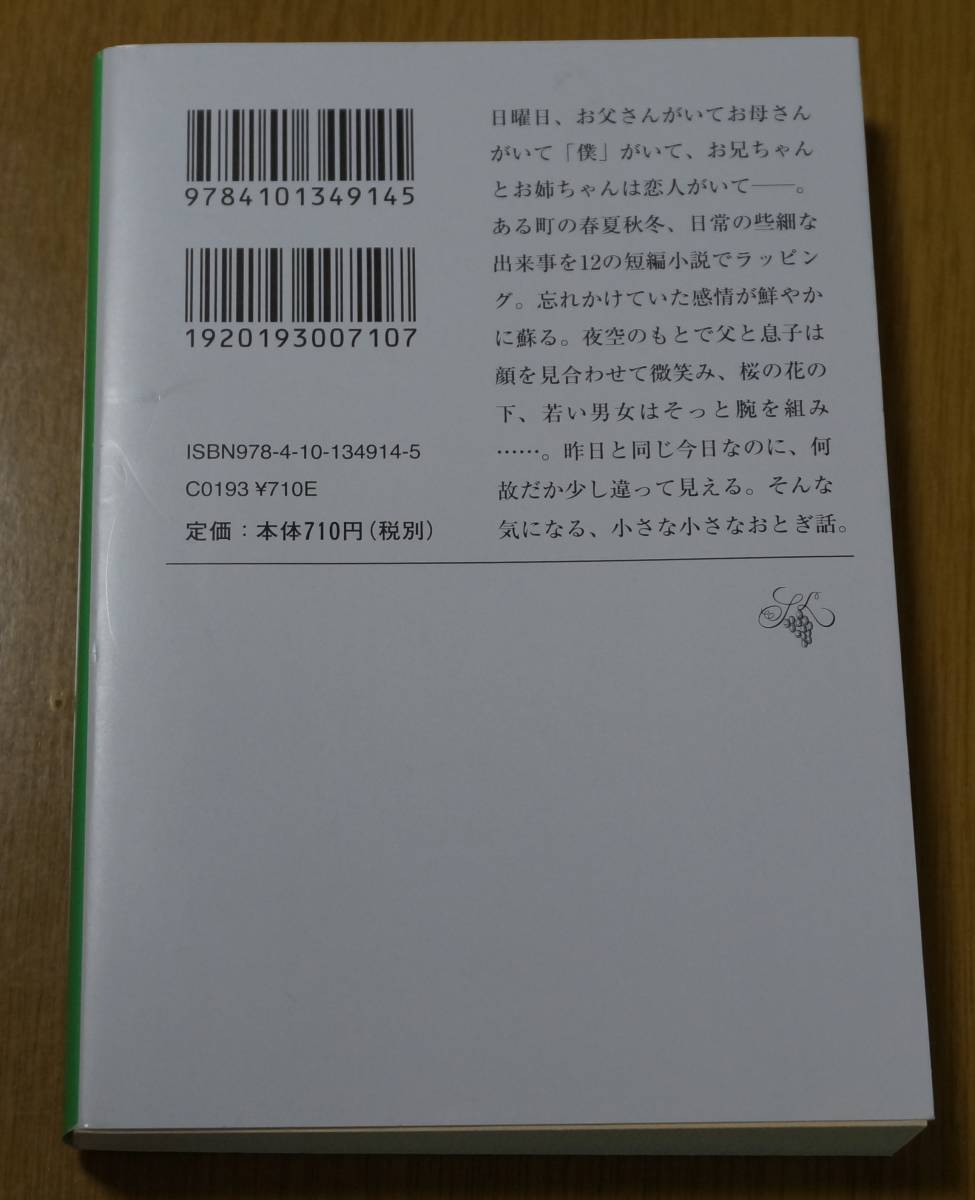 9784101349145
1920193007107
ISBN978-4-10-134914-5
C0193 ¥710E
定価：本体710円（税別）
日曜日、お父さんがいてお母さん
がいて「僕」がいて、お兄ちゃん
とお姉ちゃんは恋人がいて――。
ある町の春夏秋冬、日常の些細な
出来事を12の短編小説でラッピン
グ。忘れかけていた感情が鮮やか
に蘇る。夜空のもとで父と息子は
顔を見合わせて微笑み、桜の花の
下、若い男女はそっと腕を組み
……。昨日と同じ今日なのに、何
故だか少し違って見える。そんな
気になる、小さな小さなおとぎ話。